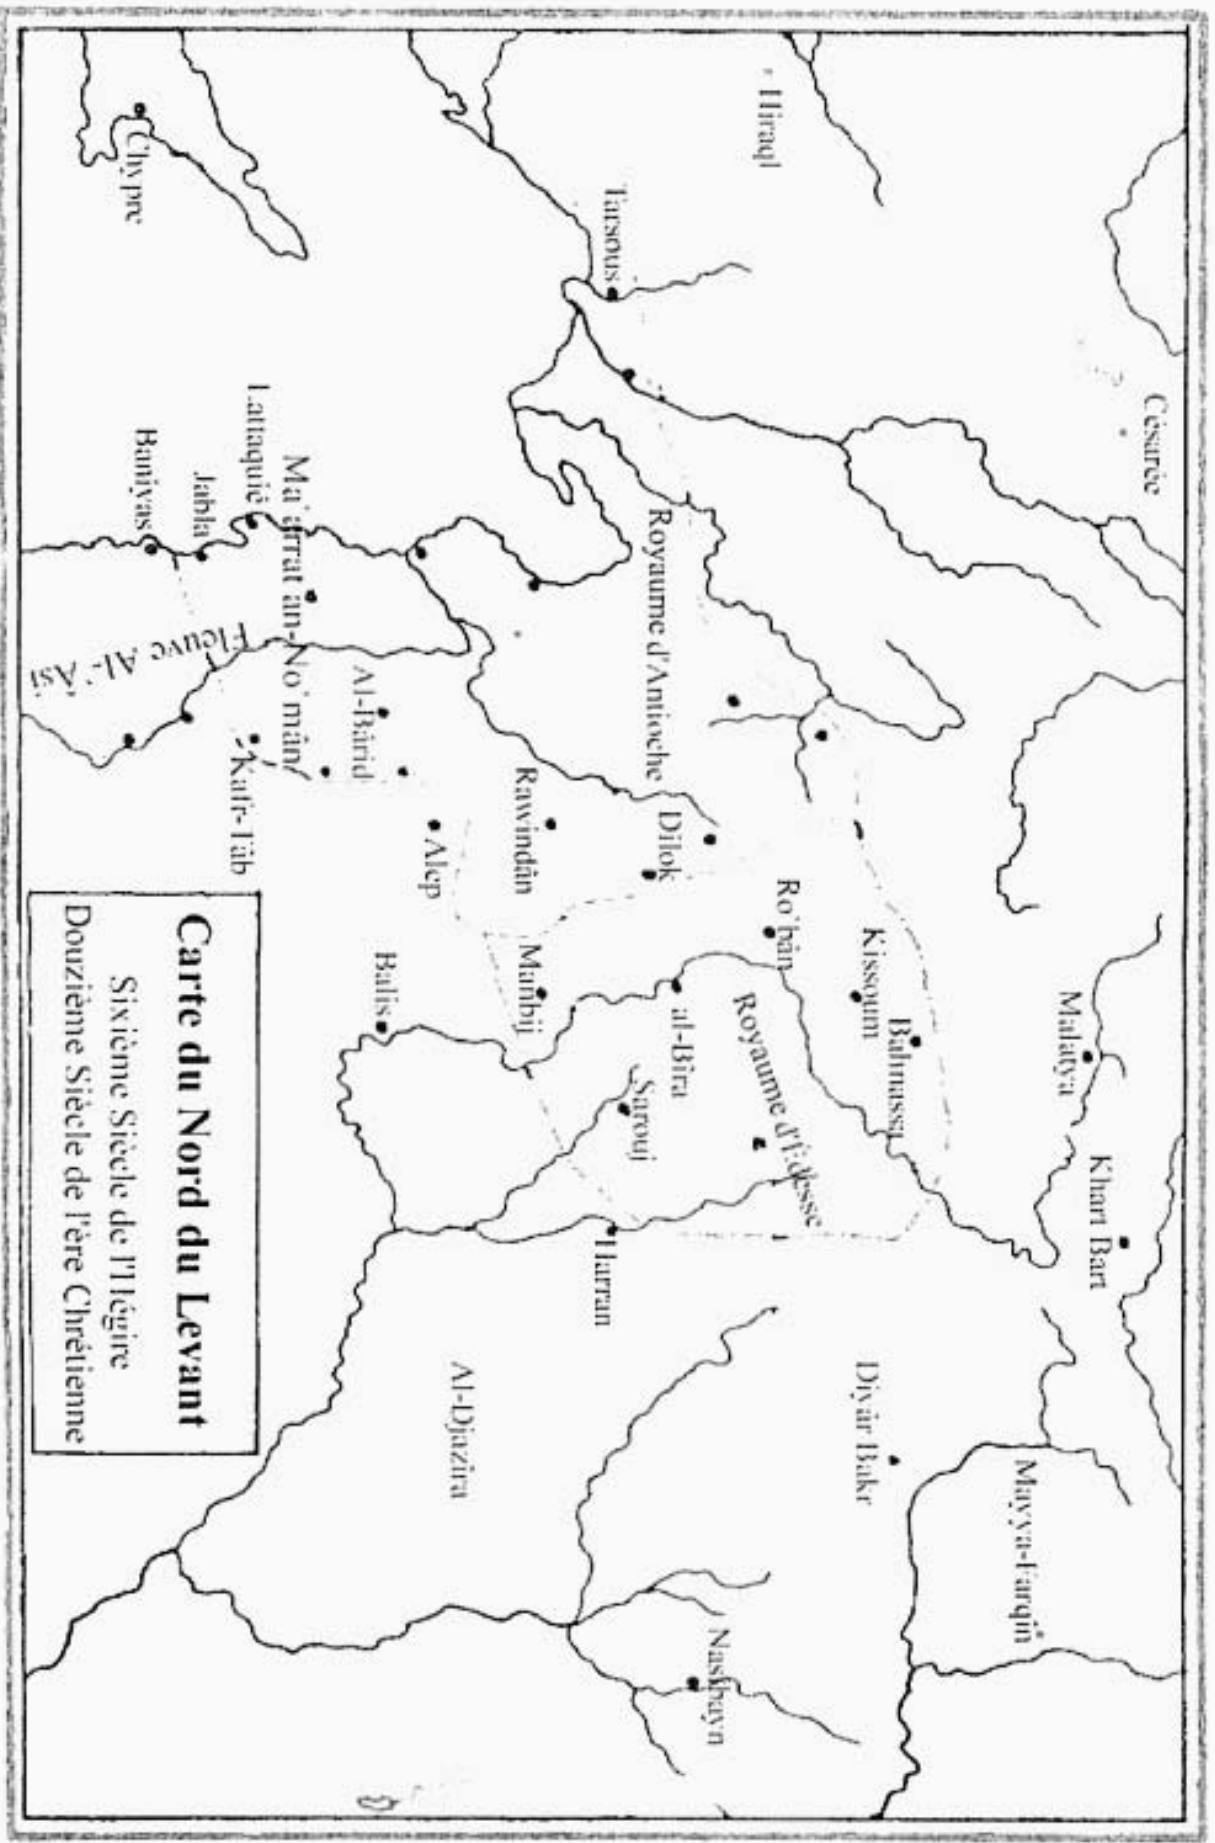 Césarée
Hiraql
Malatya
Khart Bart
Mayya-Farqîn
Tarsous
Royaume d'Antioche
Kissoum
Bahnassa
Diyâr Bakr
Ro'bân
Dilok
Royaume d'Édesse
al-Bîra
Sarouj
Harran
Nasîbayn
Rawindân
Manbij
Alep
Al-Bârid
Balis
Al-Djazîra
Ma'arrat an-No'mân
Lattaquié
Jabla
Baniyas
Chypre
Kafr-Tâb
Fleuve Al-'Âsi
Carte du Nord du Levant
Sixième Siècle de l'Hégire
Douzième Siècle de l'ère Chrétienne